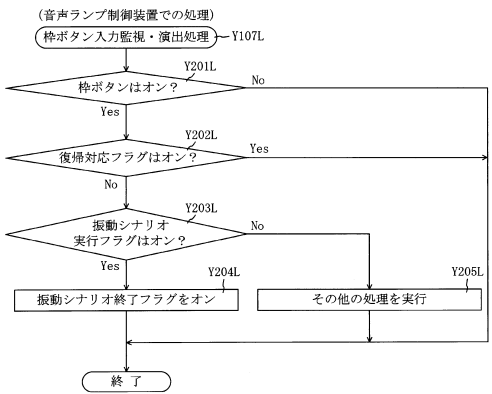 (音声ランプ制御装置での処理)
枠ボタン入力監視・演出処理
Y107L
Y201L
枠ボタンはオン？
No
Yes
Y202L
復帰対応フラグはオン？
Yes
No
Y203L
振動シナリオ
実行フラグはオン？
No
Yes
Y204L
振動シナリオ終了フラグをオン
Y205L
その他の処理を実行
終了